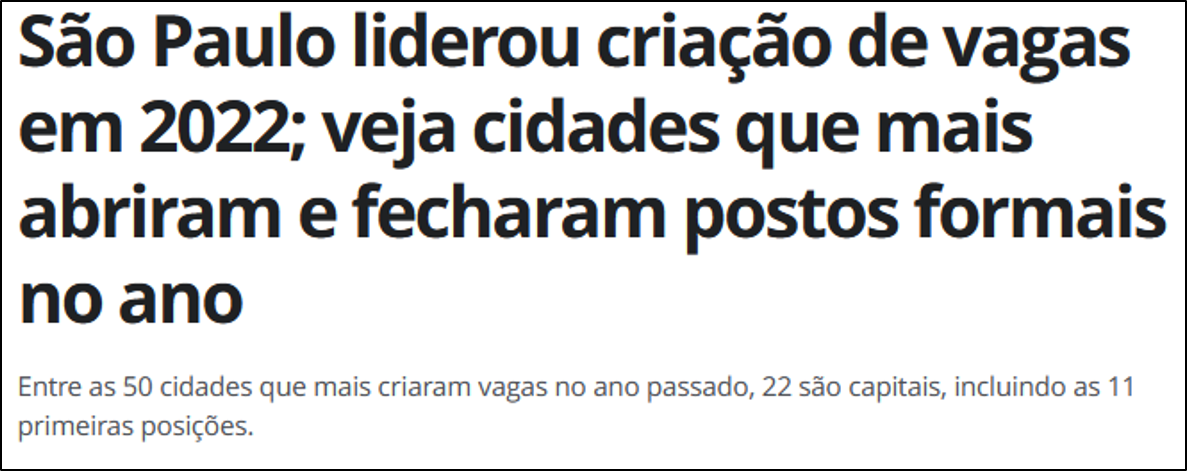 São Paulo liderou criação de vagas
em 2022; veja cidades que mais
abriram e fecharam postos formais
no ano
Entre as 50 cidades que mais criaram vagas no ano passado, 22 são capitais, incluindo as 11
primeiras posições.